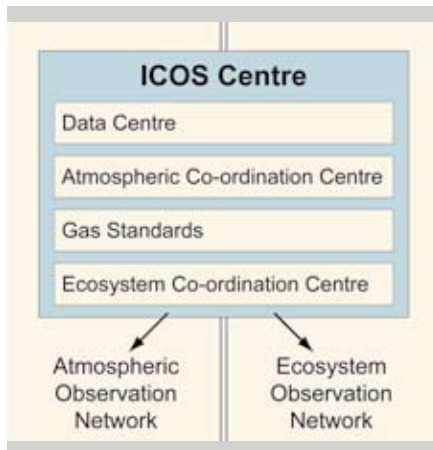 ICOS Centre
Data Centre
Atmospheric Co-ordination Centre
Gas Standards
Ecosystem Co-ordination Centre
Atmospheric
Observation
Network
Ecosystem
Observation
Network